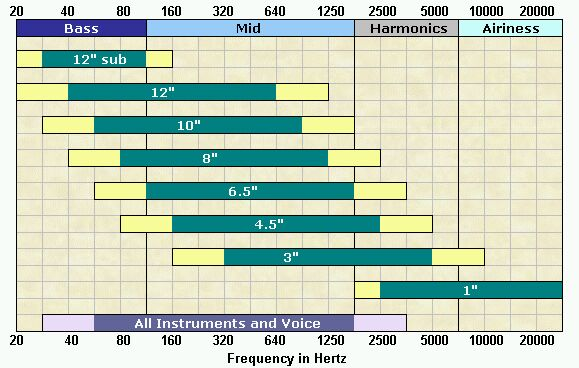 20 40 80 160 320 640 1250 2500 5000 10000 20000
Bass Mid Harmonics Airiness
12" sub
12"
10"
8"
6.5"
4.5"
3"
1"
All Instruments and Voice
20 40 80 160 320 640 1250 2500 5000 10000 20000
Frequency in Hertz